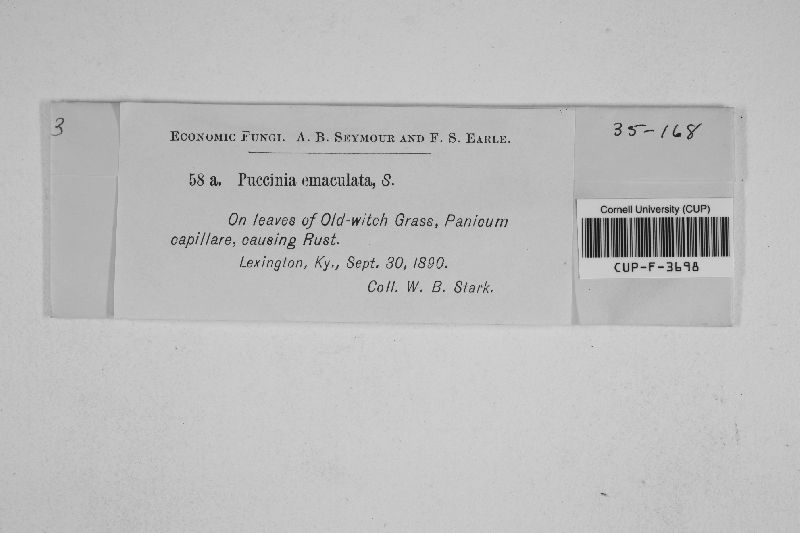 3
ECONOMIC FUNGI. A. B. SEYMOUR AND F. S. EARLE.
58 a. Puccinia emaculata, S.
On leaves of Old-witch Grass, Panicum
capillare, causing Rust.
Lexington, Ky., Sept. 30, 1890.
Coll. W. B. Stark.
35-168
Cornell University (CUP)
CUP-F-3698